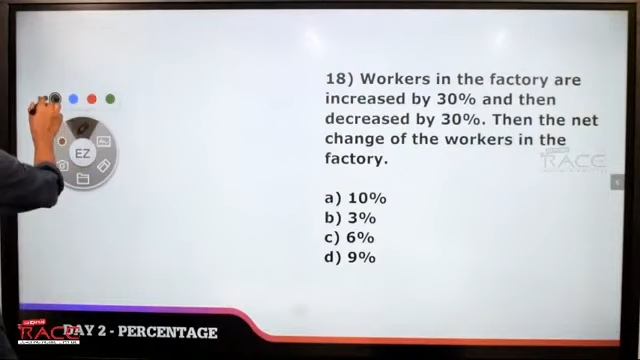 18) Workers in the factory are
increased by 30% and then
decreased by 30%. Then the net
change of the workers in the
factory.
a) 10%
b) 3%
c) 6%
d) 9%
EZ
RACE
RACE
DAY 2 - PERCENTAGE